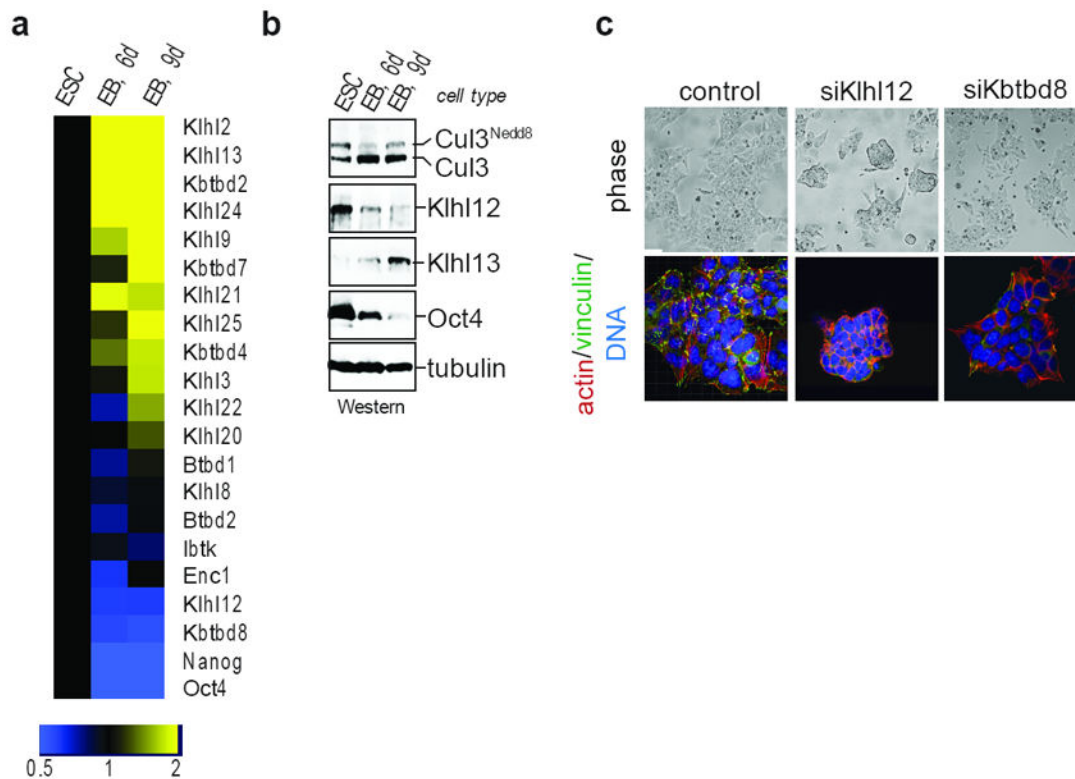 a
ESC
EB, 6d
EB, 9d
Klhl2
Klhl13
Kbtbd2
Klhl24
Klhl9
Kbtbd7
Klhl21
Klhl25
Kbtbd4
Klhl3
Klhl22
Klhl20
Btbd1
Klhl8
Btbd2
Ibtk
Enc1
Klhl12
Kbtbd8
Nanog
Oct4
0.5 1 2
b
ESC
EB, 6d
EB, 9d
cell type
Cul3Nedd8
Cul3
Klhl12
Klhl13
Oct4
tubulin
Western
c
control siKlhl12 siKbtbd8
phase
actin/vinculin/
DNA